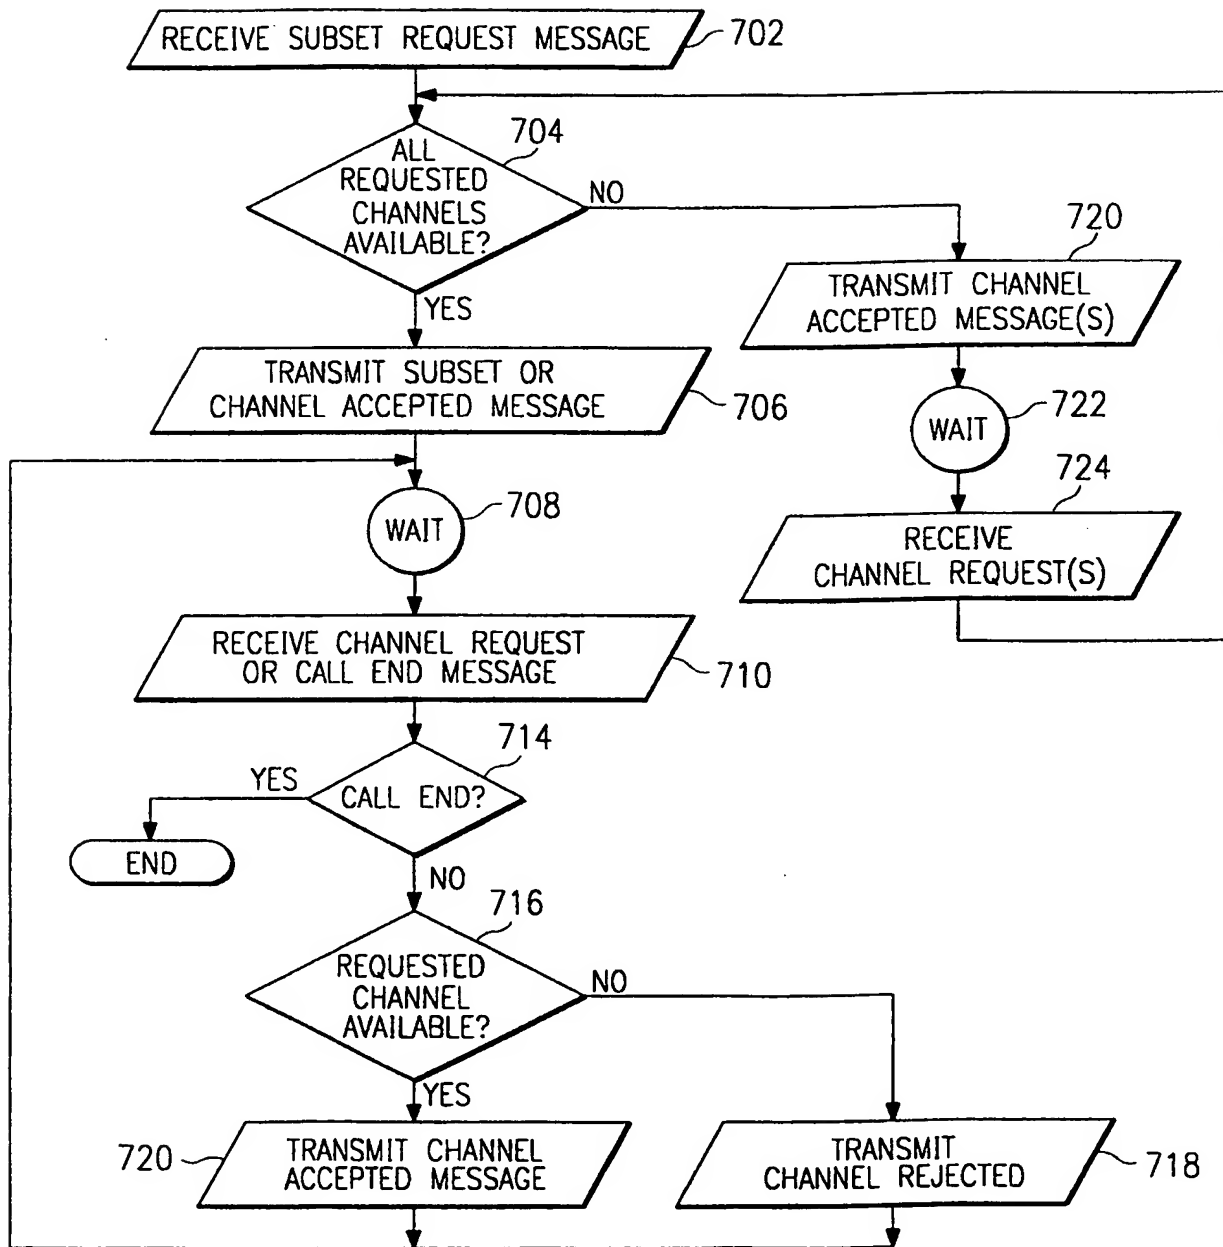 RECEIVE SUBSET REQUEST MESSAGE
702
704
ALL
REQUESTED
CHANNELS
AVAILABLE?
NO
YES
720
TRANSMIT CHANNEL
ACCEPTED MESSAGE(S)
TRANSMIT SUBSET OR
CHANNEL ACCEPTED MESSAGE
706
722
WAIT
708
WAIT
724
RECEIVE
CHANNEL REQUEST(S)
RECEIVE CHANNEL REQUEST
OR CALL END MESSAGE
710
714
YES
CALL END?
END
NO
716
REQUESTED
CHANNEL
AVAILABLE?
NO
YES
720
TRANSMIT CHANNEL
ACCEPTED MESSAGE
TRANSMIT
CHANNEL REJECTED
718